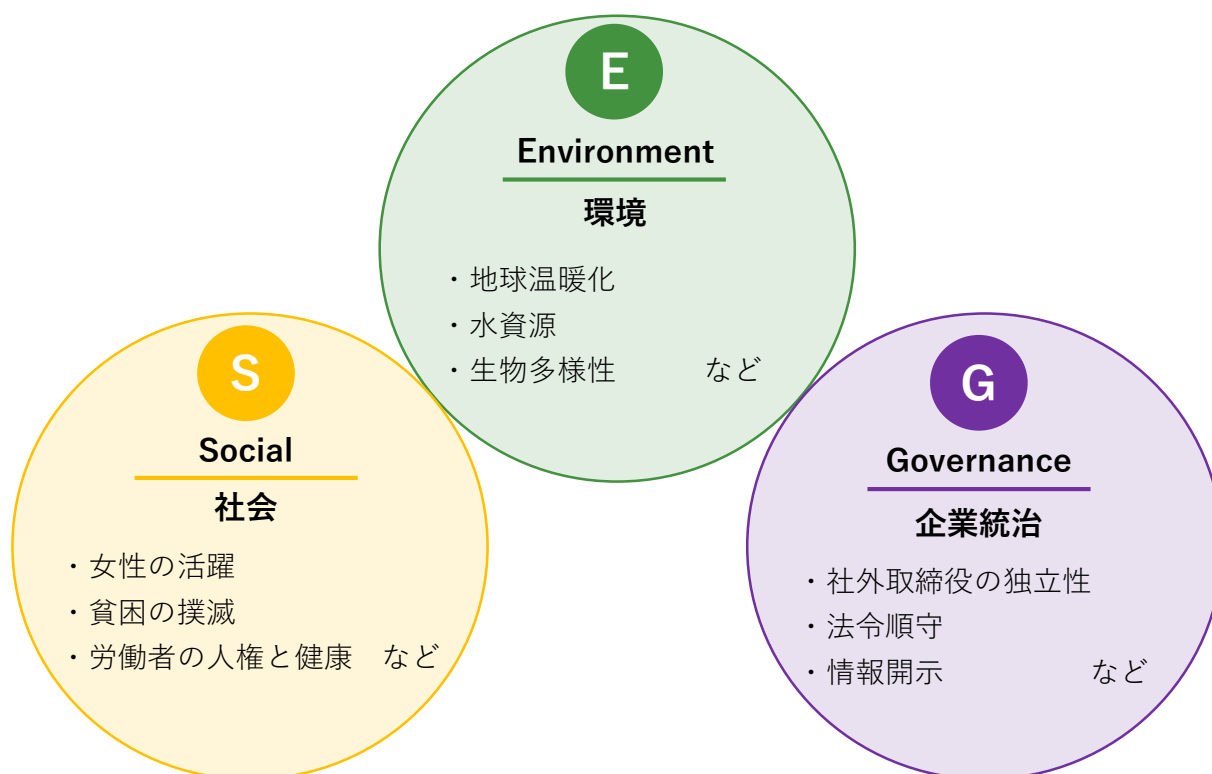 E
Environment
環境
・地球温暖化
・水資源
・生物多様性　　　など
S
Social
社会
・女性の活躍
・貧困の撲滅
・労働者の人権と健康　など
G
Governance
企業統治
・社外取締役の独立性
・法令順守
・情報開示　　　　　など